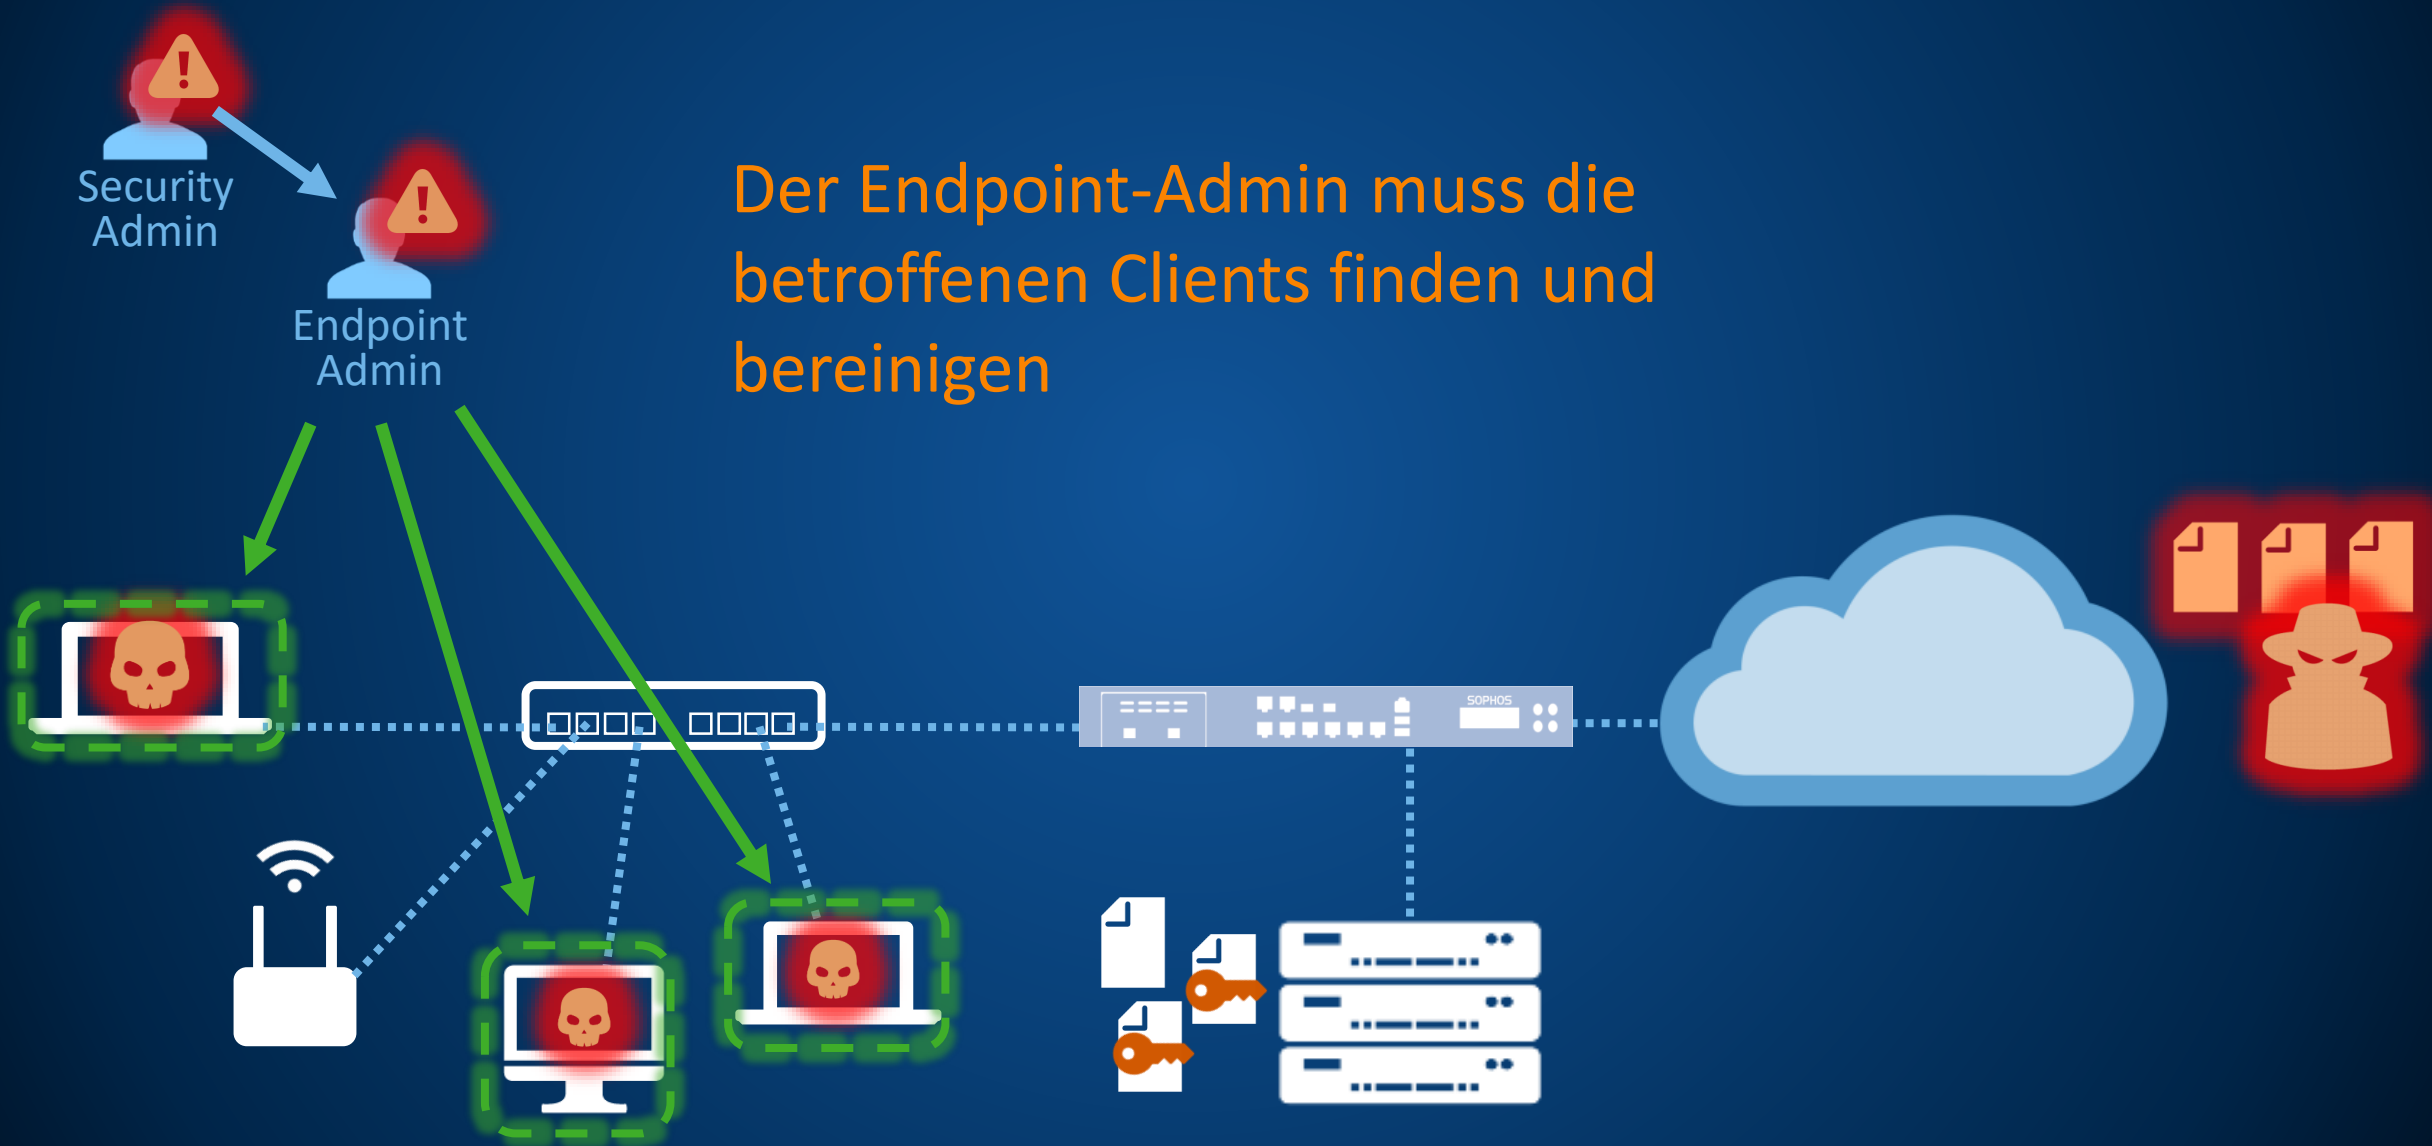 Security
Admin
Endpoint
Admin
Der Endpoint-Admin muss die
betroffenen Clients finden und
bereinigen
SOPHOS